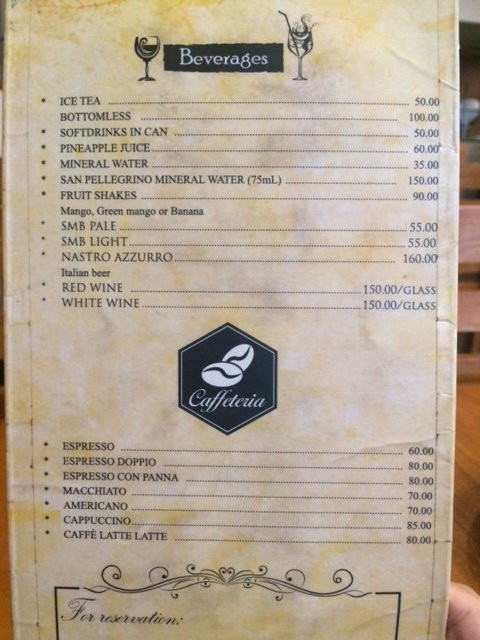 Beverages
* ICE TEA 50.00
BOTTOMLESS 100.00
* SOFTDRINKS IN CAN 50.00
* PINEAPPLE JUICE 60.00
* MINERAL WATER 35.00
* SAN PELLEGRINO MINERAL WATER (75mL) 150.00
* FRUIT SHAKES 90.00
Mango, Green mango or Banana
* SMB PALE 55.00
* SMB LIGHT 55.00
* NASTRO AZZURRO 160.00
Italian beer
* RED WINE 150.00/GLASS
* WHITE WINE 150.00/GLASS
Caffeteria
* ESPRESSO 60.00
* ESPRESSO DOPPIO 80.00
* ESPRESSO CON PANNA 80.00
* MACCHIATO 70.00
* AMERICANO 70.00
* CAPPUCCINO 85.00
* CAFFÈ LATTE LATTE 80.00
For reservation: